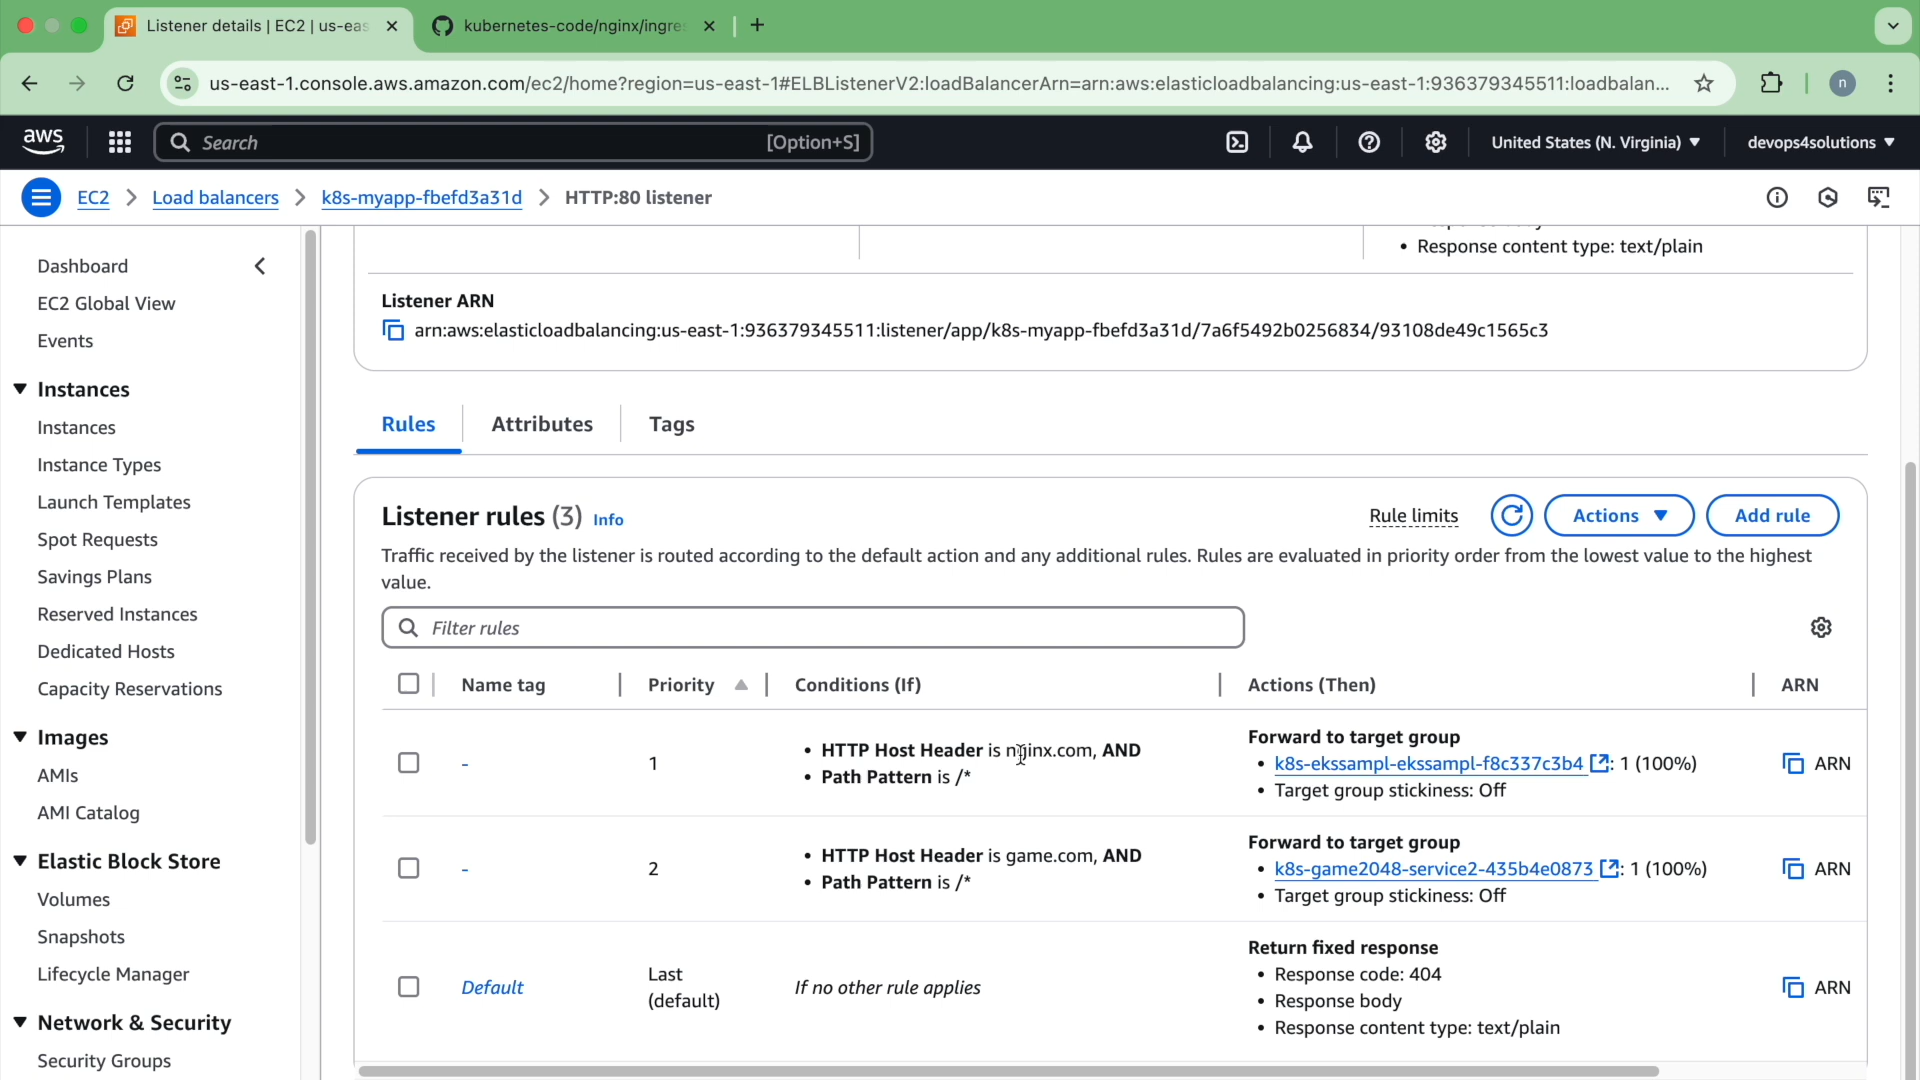 Listener details | EC2 | us-eas
kubernetes-code/nginx/ingre
us-east-1.console.aws.amazon.com/ec2/home?region=us-east-1#ELBListenerV2:loadBalancerArn=arn:aws:elasticloadbalancing:us-east-1:936379345511:loadbalan...
n
aws
Search
[Option+S]
United States (N. Virginia)
devops4solutions
EC2
Load balancers
k8s-myapp-fbefd3a31d
HTTP:80 listener
Dashboard
EC2 Global View
Events
Instances
Instances
Instance Types
Launch Templates
Spot Requests
Savings Plans
Reserved Instances
Dedicated Hosts
Capacity Reservations
Images
AMIs
AMI Catalog
Elastic Block Store
Volumes
Snapshots
Lifecycle Manager
Network & Security
Security Groups
• Response content type: text/plain
Listener ARN
arn:aws:elasticloadbalancing:us-east-1:936379345511:listener/app/k8s-myapp-fbefd3a31d/7a6f5492b0256834/93108de49c1565c3
Rules
Attributes
Tags
Listener rules (3) Info
Rule limits
Actions
Add rule
Traffic received by the listener is routed according to the default action and any additional rules. Rules are evaluated in priority order from the lowest value to the highest
value.
Filter rules
Name tag
Priority
Conditions (If)
Actions (Then)
ARN
-
1
• HTTP Host Header is nginx.com, AND
• Path Pattern is /*
Forward to target group
• k8s-ekssampl-ekssampl-f8c337c3b4 : 1 (100%)
• Target group stickiness: Off
ARN
-
2
• HTTP Host Header is game.com, AND
• Path Pattern is /*
Forward to target group
• k8s-game2048-service2-435b4e0873 : 1 (100%)
• Target group stickiness: Off
ARN
Default
Last
(default)
If no other rule applies
Return fixed response
• Response code: 404
• Response body
• Response content type: text/plain
ARN